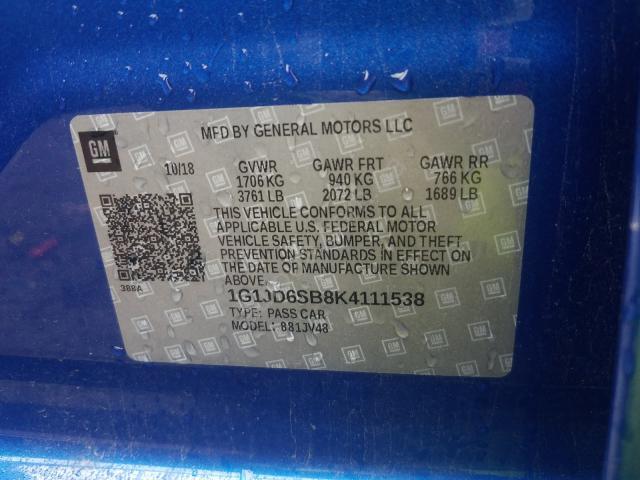 GM
MFD BY GENERAL MOTORS LLC
10/18 GVWR GAWR FRT GAWR RR
1706 KG 940 KG 766 KG
3761 LB 2072 LB 1689 LB
THIS VEHICLE CONFORMS TO ALL
APPLICABLE U.S. FEDERAL MOTOR
VEHICLE SAFETY, BUMPER, AND THEFT
PREVENTION STANDARDS IN EFFECT ON
THE DATE OF MANUFACTURE SHOWN
ABOVE.
388A
1G1JD6SB8K4111538
TYPE: PASS CAR
MODEL: 881JV48